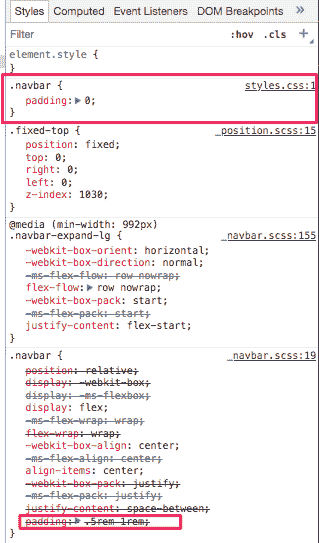 Styles Computed Event Listeners DOM Breakpoints »
Filter :hov .cls +
element.style {
}
.navbar { styles.css:1
padding: ▶ 0;
}
.fixed-top { _position.scss:15
position: fixed;
top: 0;
right: 0;
left: 0;
z-index: 1030;
}
@media (min-width: 992px)
.navbar-expand-lg { _navbar.scss:155
-webkit-box-orient: horizontal;
-webkit-box-direction: normal;
-ms-flex-flow: row nowrap;
flex-flow: ▶ row nowrap;
-webkit-box-pack: start;
-ms-flex-pack: start;
justify-content: flex-start;
}
.navbar { _navbar.scss:19
position: relative;
display: -webkit-box;
display: -ms-flexbox;
display: flex;
-ms-flex-wrap: wrap;
flex-wrap: wrap;
-webkit-box-align: center;
-ms-flex-align: center;
align-items: center;
-webkit-box-pack: justify;
-ms-flex-pack: justify;
justify-content: space-between;
padding: ▶ .5rem 1rem;
}